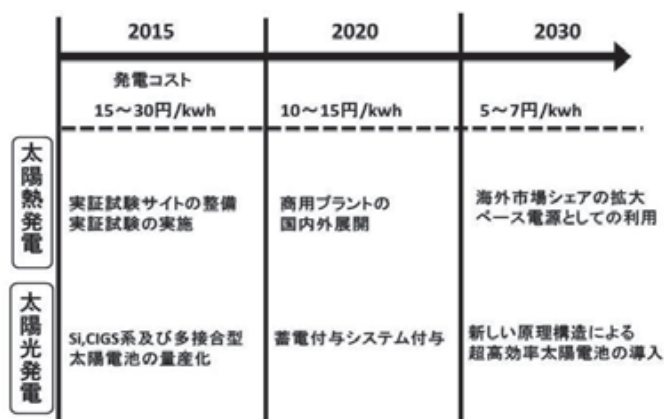 2015
2020
2030
発電コスト
15～30円/kwh
10～15円/kwh
5～7円/kwh
太陽熱発電
実証試験サイトの整備
実証試験の実施
商用プラントの
国内外展開
海外市場シェアの拡大
ベース電源としての利用
太陽光発電
Si,CIGS系及び多接合型
太陽電池の量産化
蓄電付与システム付与
新しい原理構造による
超高効率太陽電池の導入